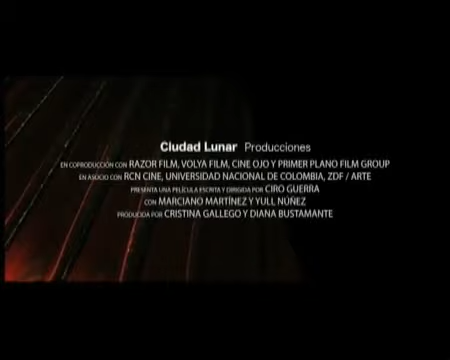 Ciudad Lunar Producciones
EN COPRODUCCIÓN CON RAZOR FILM, VOLYA FILM, CINE OJO Y PRIMER PLANO FILM GROUP
EN ASOCIO CON RCN CINE, UNIVERSIDAD NACIONAL DE COLOMBIA, ZDF / ARTE
PRESENTA UNA PELÍCULA ESCRITA Y DIRIGIDA POR CIRO GUERRA
CON MARCIANO MARTÍNEZ Y YULL NÚÑEZ
PRODUCIDA POR CRISTINA GALLEGO Y DIANA BUSTAMANTE